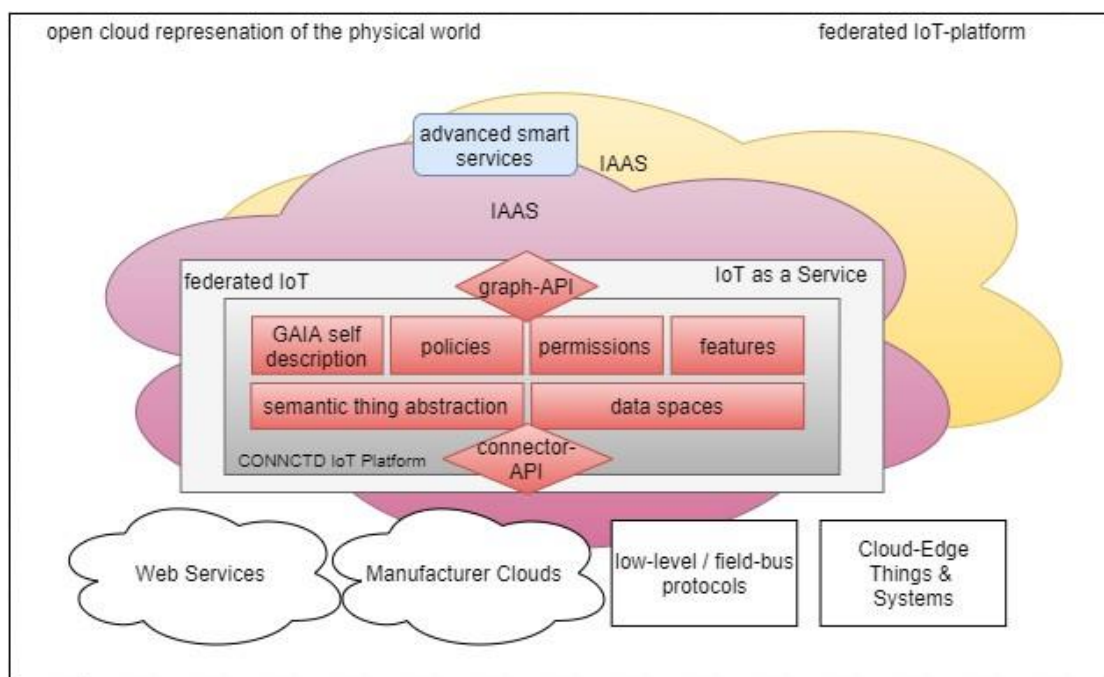 open cloud represenation of the physical world
federated IoT-platform
advanced smart
services
IAAS
IAAS
federated IoT
IoT as a Service
graph-API
GAIA self
description
policies
permissions
features
semantic thing abstraction
data spaces
CONNCTD IoT Platform
connector-
API
Web Services
Manufacturer Clouds
low-level / field-bus
protocols
Cloud-Edge
Things &
Systems